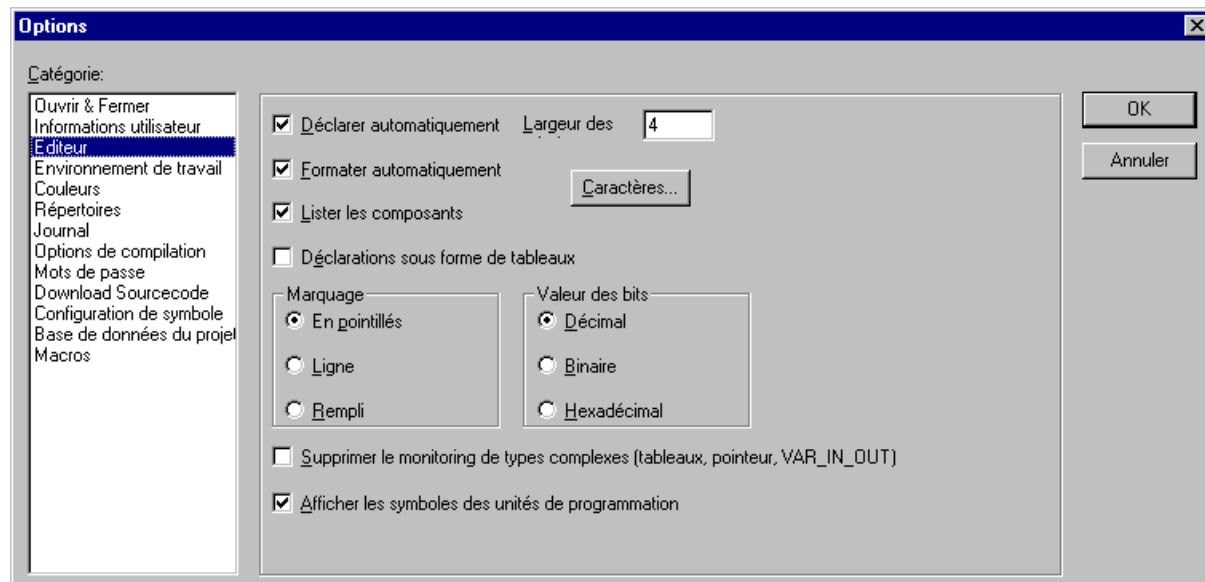 Options
Catégorie:
Ouvrir & Fermer
Informations utilisateur
Editeur
Environnement de travail
Couleurs
Répertoires
Journal
Options de compilation
Mots de passe
Download Sourcecode
Configuration de symbole
Base de données du projet
Macros
Déclarer automatiquement Largeur des 4
Formater automatiquement
Caractères...
Lister les composants
Déclarations sous forme de tableaux
Marquage
En pointillés
Ligne
Rempli
Valeur des bits
Décimal
Binaire
Hexadécimal
Supprimer le monitoring de types complexes (tableaux, pointeur, VAR_IN_OUT)
Afficher les symboles des unités de programmation
OK
Annuler